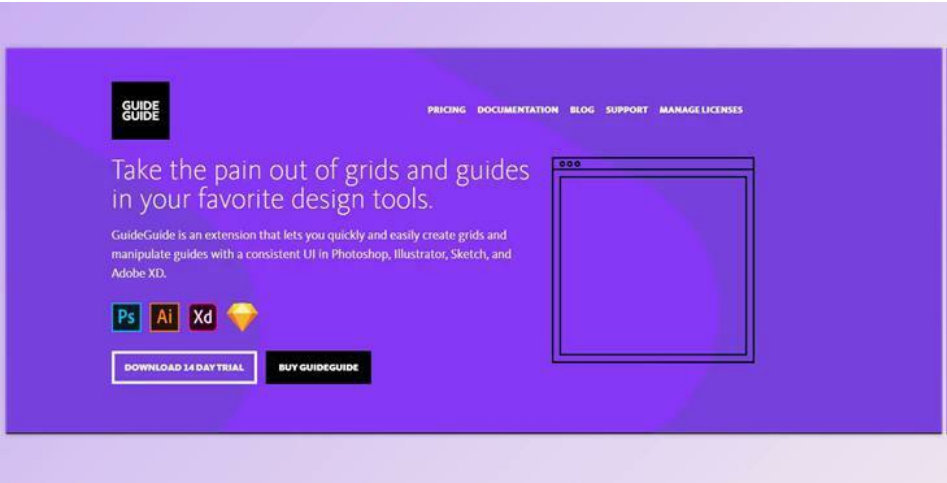 GUIDE
GUIDE
PRICING DOCUMENTATION BLOG SUPPORT MANAGE LICENSES
Take the pain out of grids and guides
in your favorite design tools.
GuideGuide is an extension that lets you quickly and easily create grids and
manipulate guides with a consistent UI in Photoshop, Illustrator, Sketch, and
Adobe XD.
Ps Ai Xd
DOWNLOAD 14 DAY TRIAL BUY GUIDEGUIDE